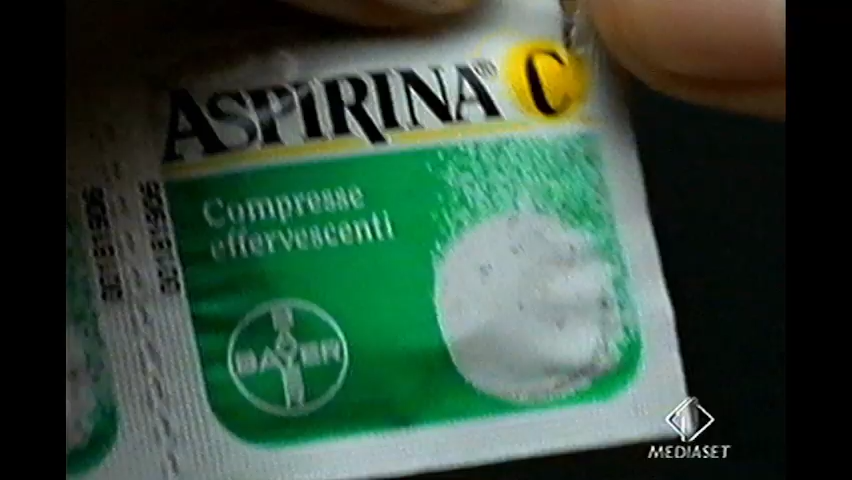 ASPIRINA® C
Compresse
effervescenti
BAYER
MEDIASET